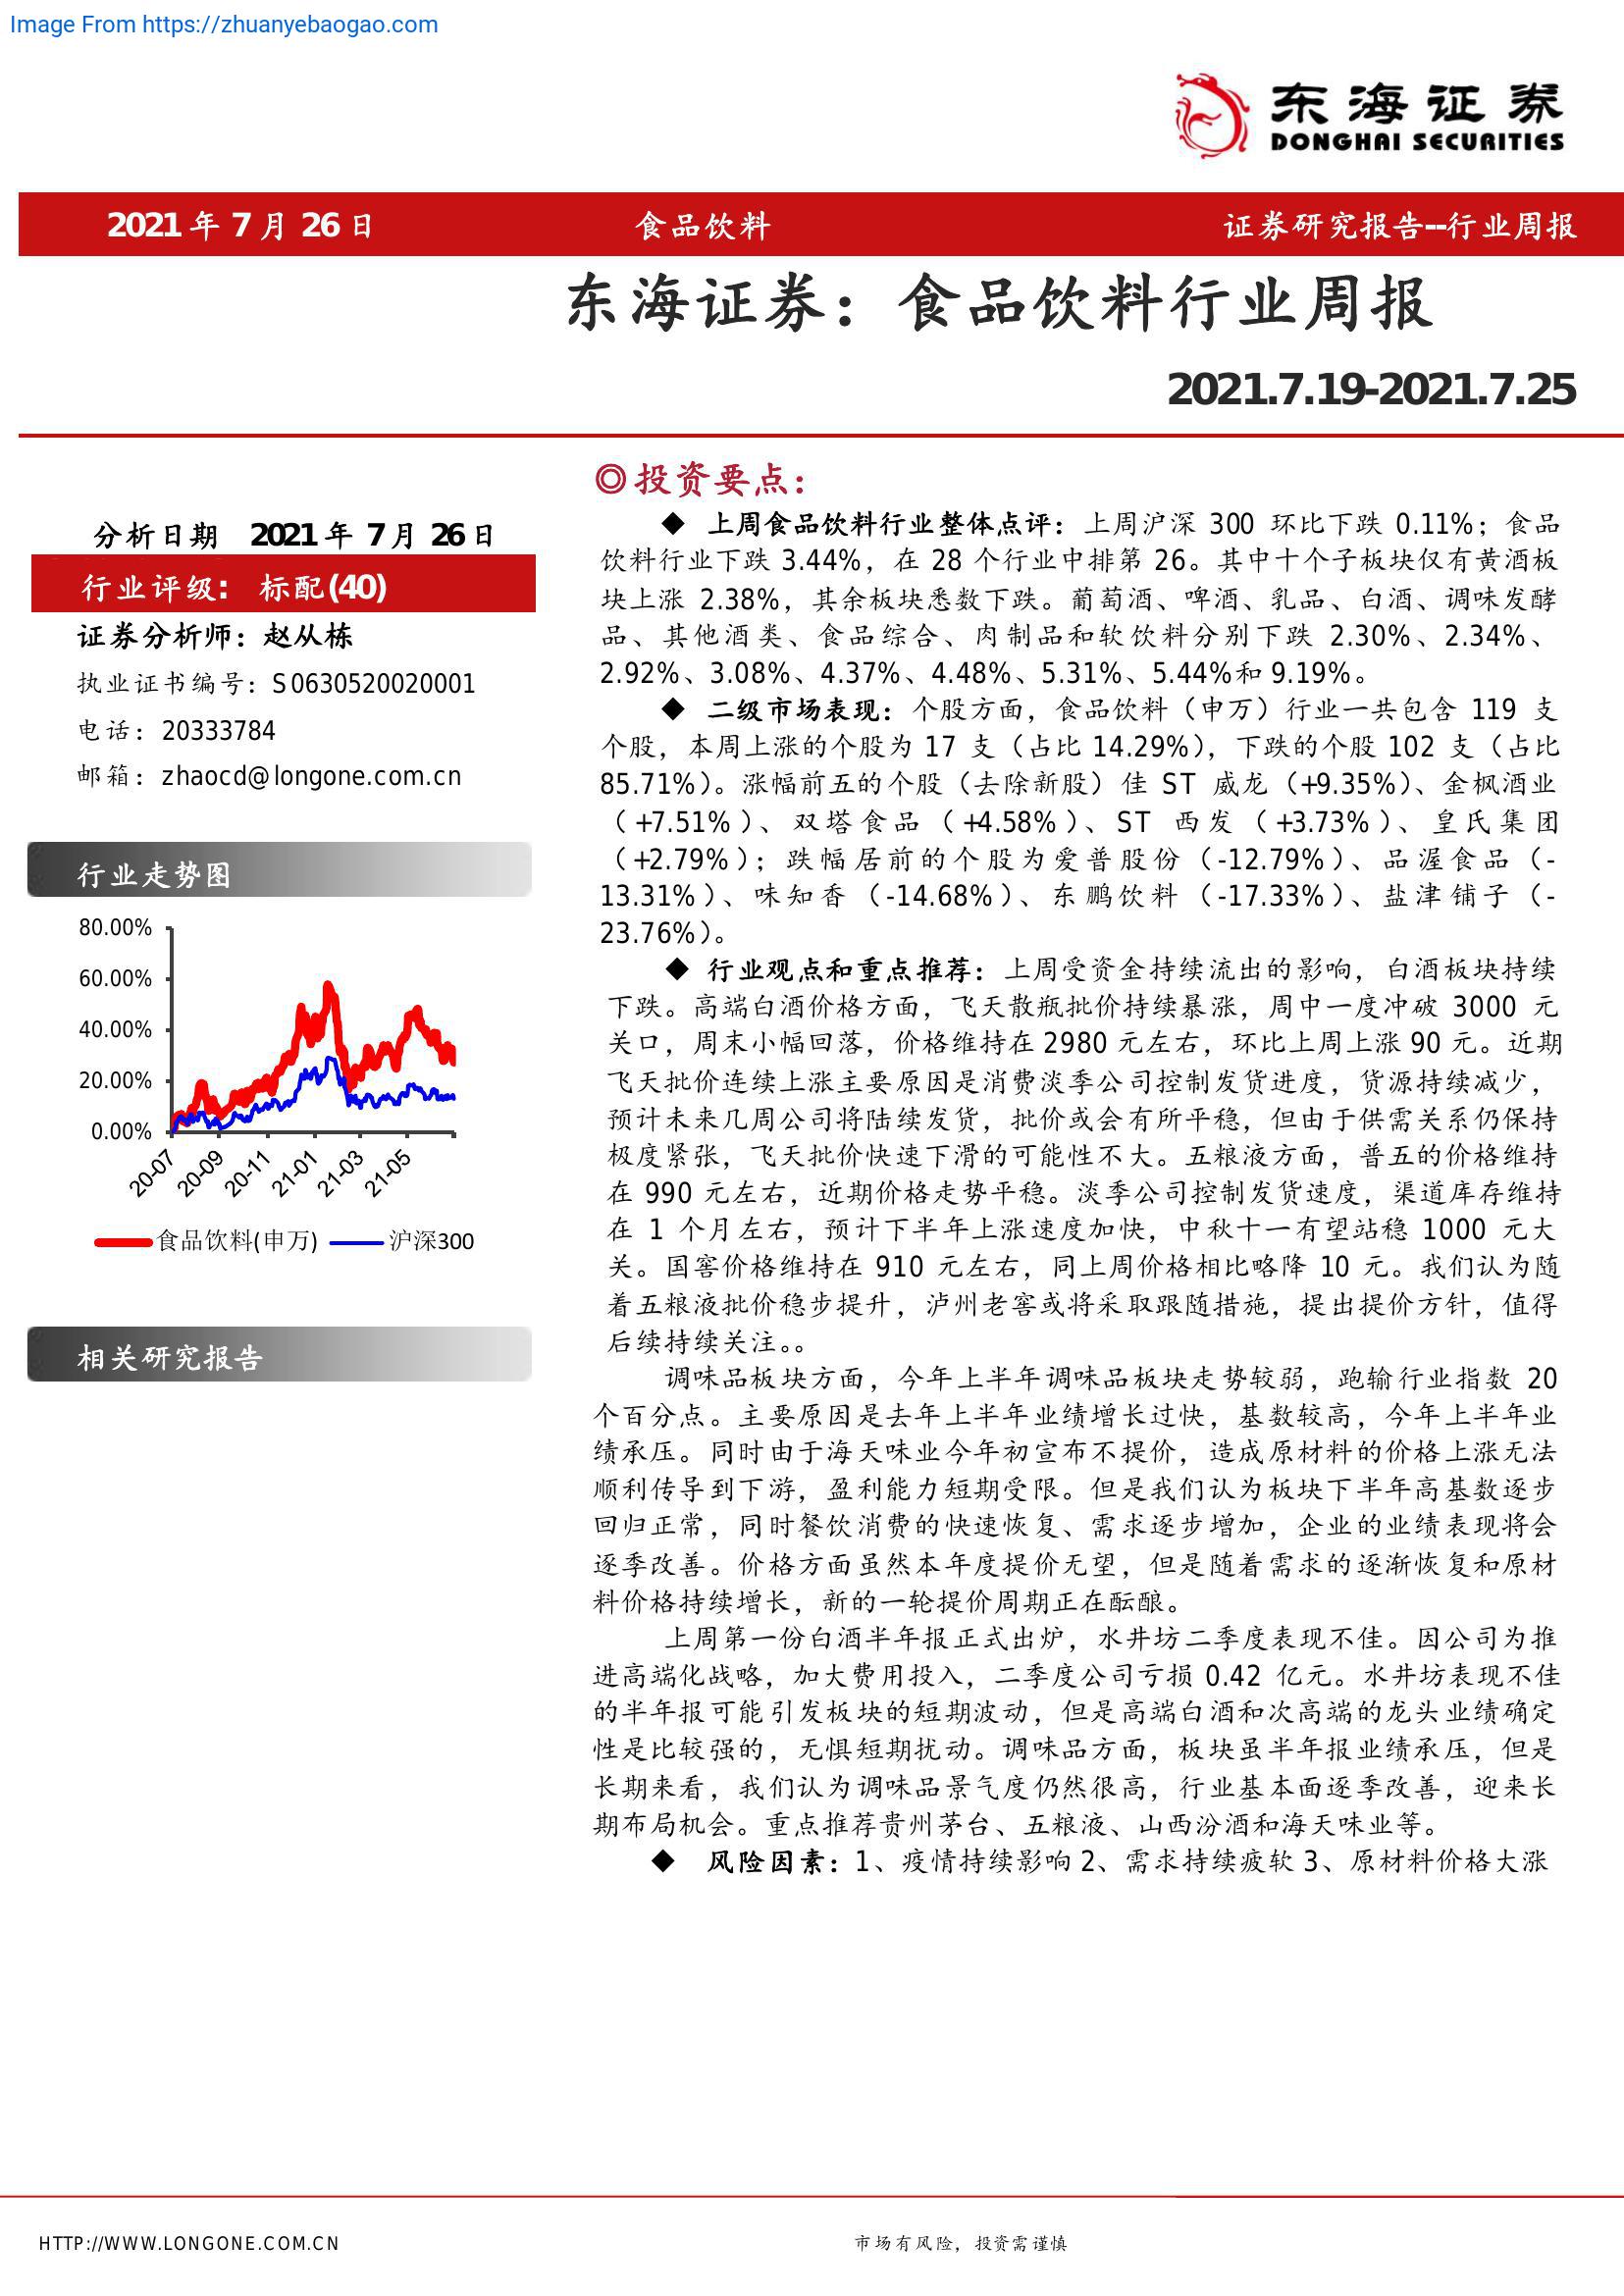 Image From https://zhuanyebaogao.com
东海证券
DONGHAI SECURITIES
2021 年 7 月 26 日 食品饮料 证券研究报告--行业周报
东海证券：食品饮料行业周报
2021.7.19-2021.7.25
分析日期 2021 年 7 月 26 日
行业评级: 标配(40)
证券分析师：赵从栋
执业证书编号：S0630520020001
电话：20333784
邮箱：zhaocd@longone.com.cn
行业走势图
80.00%
60.00%
40.00%
20.00%
0.00%
20-07 20-09 20-11 21-01 21-03 21-05
食品饮料(申万) 沪深300
相关研究报告
◎投资要点：
◆ 上周食品饮料行业整体点评：上周沪深 300 环比下跌 0.11%；食品
饮料行业下跌 3.44%，在 28 个行业中排第 26。其中十个子板块仅有黄酒板
块上涨 2.38%，其余板块悉数下跌。葡萄酒、啤酒、乳品、白酒、调味发酵
品、其他酒类、食品综合、肉制品和软饮料分别下跌 2.30%、2.34%、
2.92%、3.08%、4.37%、4.48%、5.31%、5.44%和 9.19%。
◆ 二级市场表现：个股方面，食品饮料（申万）行业一共包含 119 支
个股，本周上涨的个股为 17 支（占比 14.29%），下跌的个股 102 支（占比
85.71%）。涨幅前五的个股（去除新股）佳 ST 威龙（+9.35%）、金枫酒业
（+7.51%）、双塔食品（+4.58%）、ST 西发（+3.73%）、皇氏集团
（+2.79%）；跌幅居前的个股为爱普股份（-12.79%）、品渥食品（-
13.31%）、味知香（-14.68%）、东鹏饮料（-17.33%）、盐津铺子（-
23.76%）。
◆ 行业观点和重点推荐：上周受资金持续流出的影响，白酒板块持续
下跌。高端白酒价格方面，飞天散瓶批价持续暴涨，周中一度冲破 3000 元
关口，周末小幅回落，价格维持在 2980 元左右，环比上周上涨 90 元。近期
飞天批价连续上涨主要原因是消费淡季公司控制发货进度，货源持续减少，
预计未来几周公司将陆续发货，批价或会有所平稳，但由于供需关系仍保持
极度紧张，飞天批价快速下滑的可能性不大。五粮液方面，普五的价格维持
在 990 元左右，近期价格走势平稳。淡季公司控制发货速度，渠道库存维持
在 1 个月左右，预计下半年上涨速度加快，中秋十一有望站稳 1000 元大
关。国窖价格维持在 910 元左右，同上周价格相比略降 10 元。我们认为随
着五粮液批价稳步提升，泸州老窖或将采取跟随措施，提出提价方针，值得
后续持续关注。。
调味品板块方面，今年上半年调味品板块走势较弱，跑输行业指数 20
个百分点。主要原因是去年上半年业绩增长过快，基数较高，今年上半年业
绩承压。同时由于海天味业今年初宣布不提价，造成原材料的价格上涨无法
顺利传导到下游，盈利能力短期受限。但是我们认为板块下半年高基数逐步
回归正常，同时餐饮消费的快速恢复、需求逐步增加，企业的业绩表现将会
逐季改善。价格方面虽然本年度提价无望，但是随着需求的逐渐恢复和原材
料价格持续增长，新的一轮提价周期正在酝酿。
上周第一份白酒半年报正式出炉，水井坊二季度表现不佳。因公司为推
进高端化战略，加大费用投入，二季度公司亏损 0.42 亿元。水井坊表现不佳
的半年报可能引发板块的短期波动，但是高端白酒和次高端的龙头业绩确定
性是比较强的，无惧短期扰动。调味品方面，板块虽半年报业绩承压，但是
长期来看，我们认为调味品景气度仍然很高，行业基本面逐季改善，迎来长
期布局机会。重点推荐贵州茅台、五粮液、山西汾酒和海天味业等。
◆ 风险因素：1、疫情持续影响 2、需求持续疲软 3、原材料价格大涨
HTTP://WWW.LONGONE.COM.CN 市场有风险，投资需谨慎